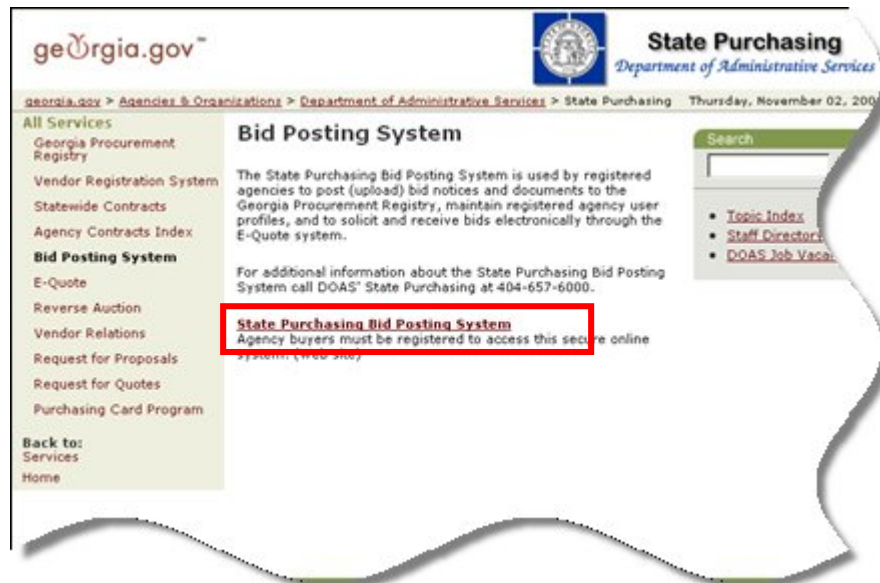 georgia.gov™
State Purchasing
Department of Administrative Services
georgia.gov > Agencies & Organizations > Department of Administrative Services > State Purchasing
Thursday, November 02,
All Services
Georgia Procurement
Registry
Vendor Registration System
Statewide Contracts
Agency Contracts Index
Bid Posting System
E-Quote
Reverse Auction
Vendor Relations
Request for Proposals
Request for Quotes
Purchasing Card Program
Back to:
Services
Home
Bid Posting System
The State Purchasing Bid Posting System is used by registered
agencies to post (upload) bid notices and documents to the
Georgia Procurement Registry, maintain registered agency user
profiles, and to solicit and receive bids electronically through the
E-Quote system.
For additional information about the State Purchasing Bid Posting
System call DOAS' State Purchasing at 404-657-6000.
State Purchasing Bid Posting System
Agency buyers must be registered to access this secure online
system. (Web site)
Search
Topic Index
Staff Directory
DOAS Job